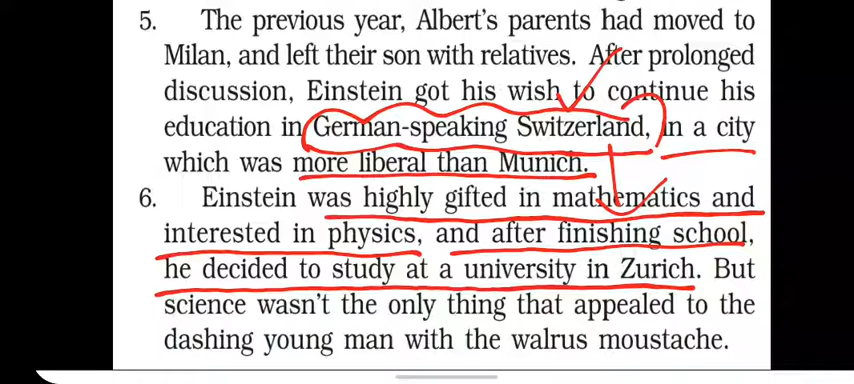 5. The previous year, Albert's parents had moved to
Milan, and left their son with relatives. After prolonged
discussion, Einstein got his wish to continue his
education in German-speaking Switzerland, in a city
which was more liberal than Munich.
6. Einstein was highly gifted in mathematics and
interested in physics, and after finishing school,
he decided to study at a university in Zurich. But
science wasn't the only thing that appealed to the
dashing young man with the walrus moustache.